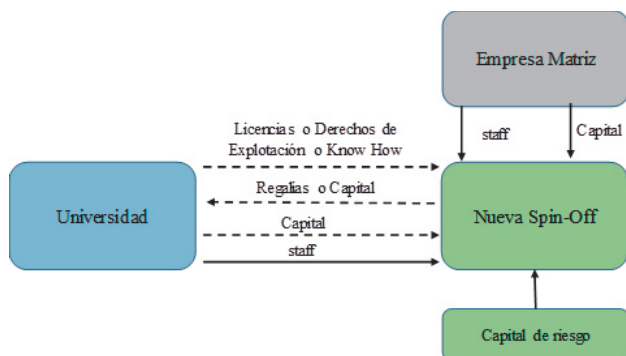 Empresa Matriz
Licencias o Derechos de
Explotación o Know How
staff
Capital
Regalias o Capital
Universidad
Nueva Spin-Off
Capital
staff
Capital de riesgo